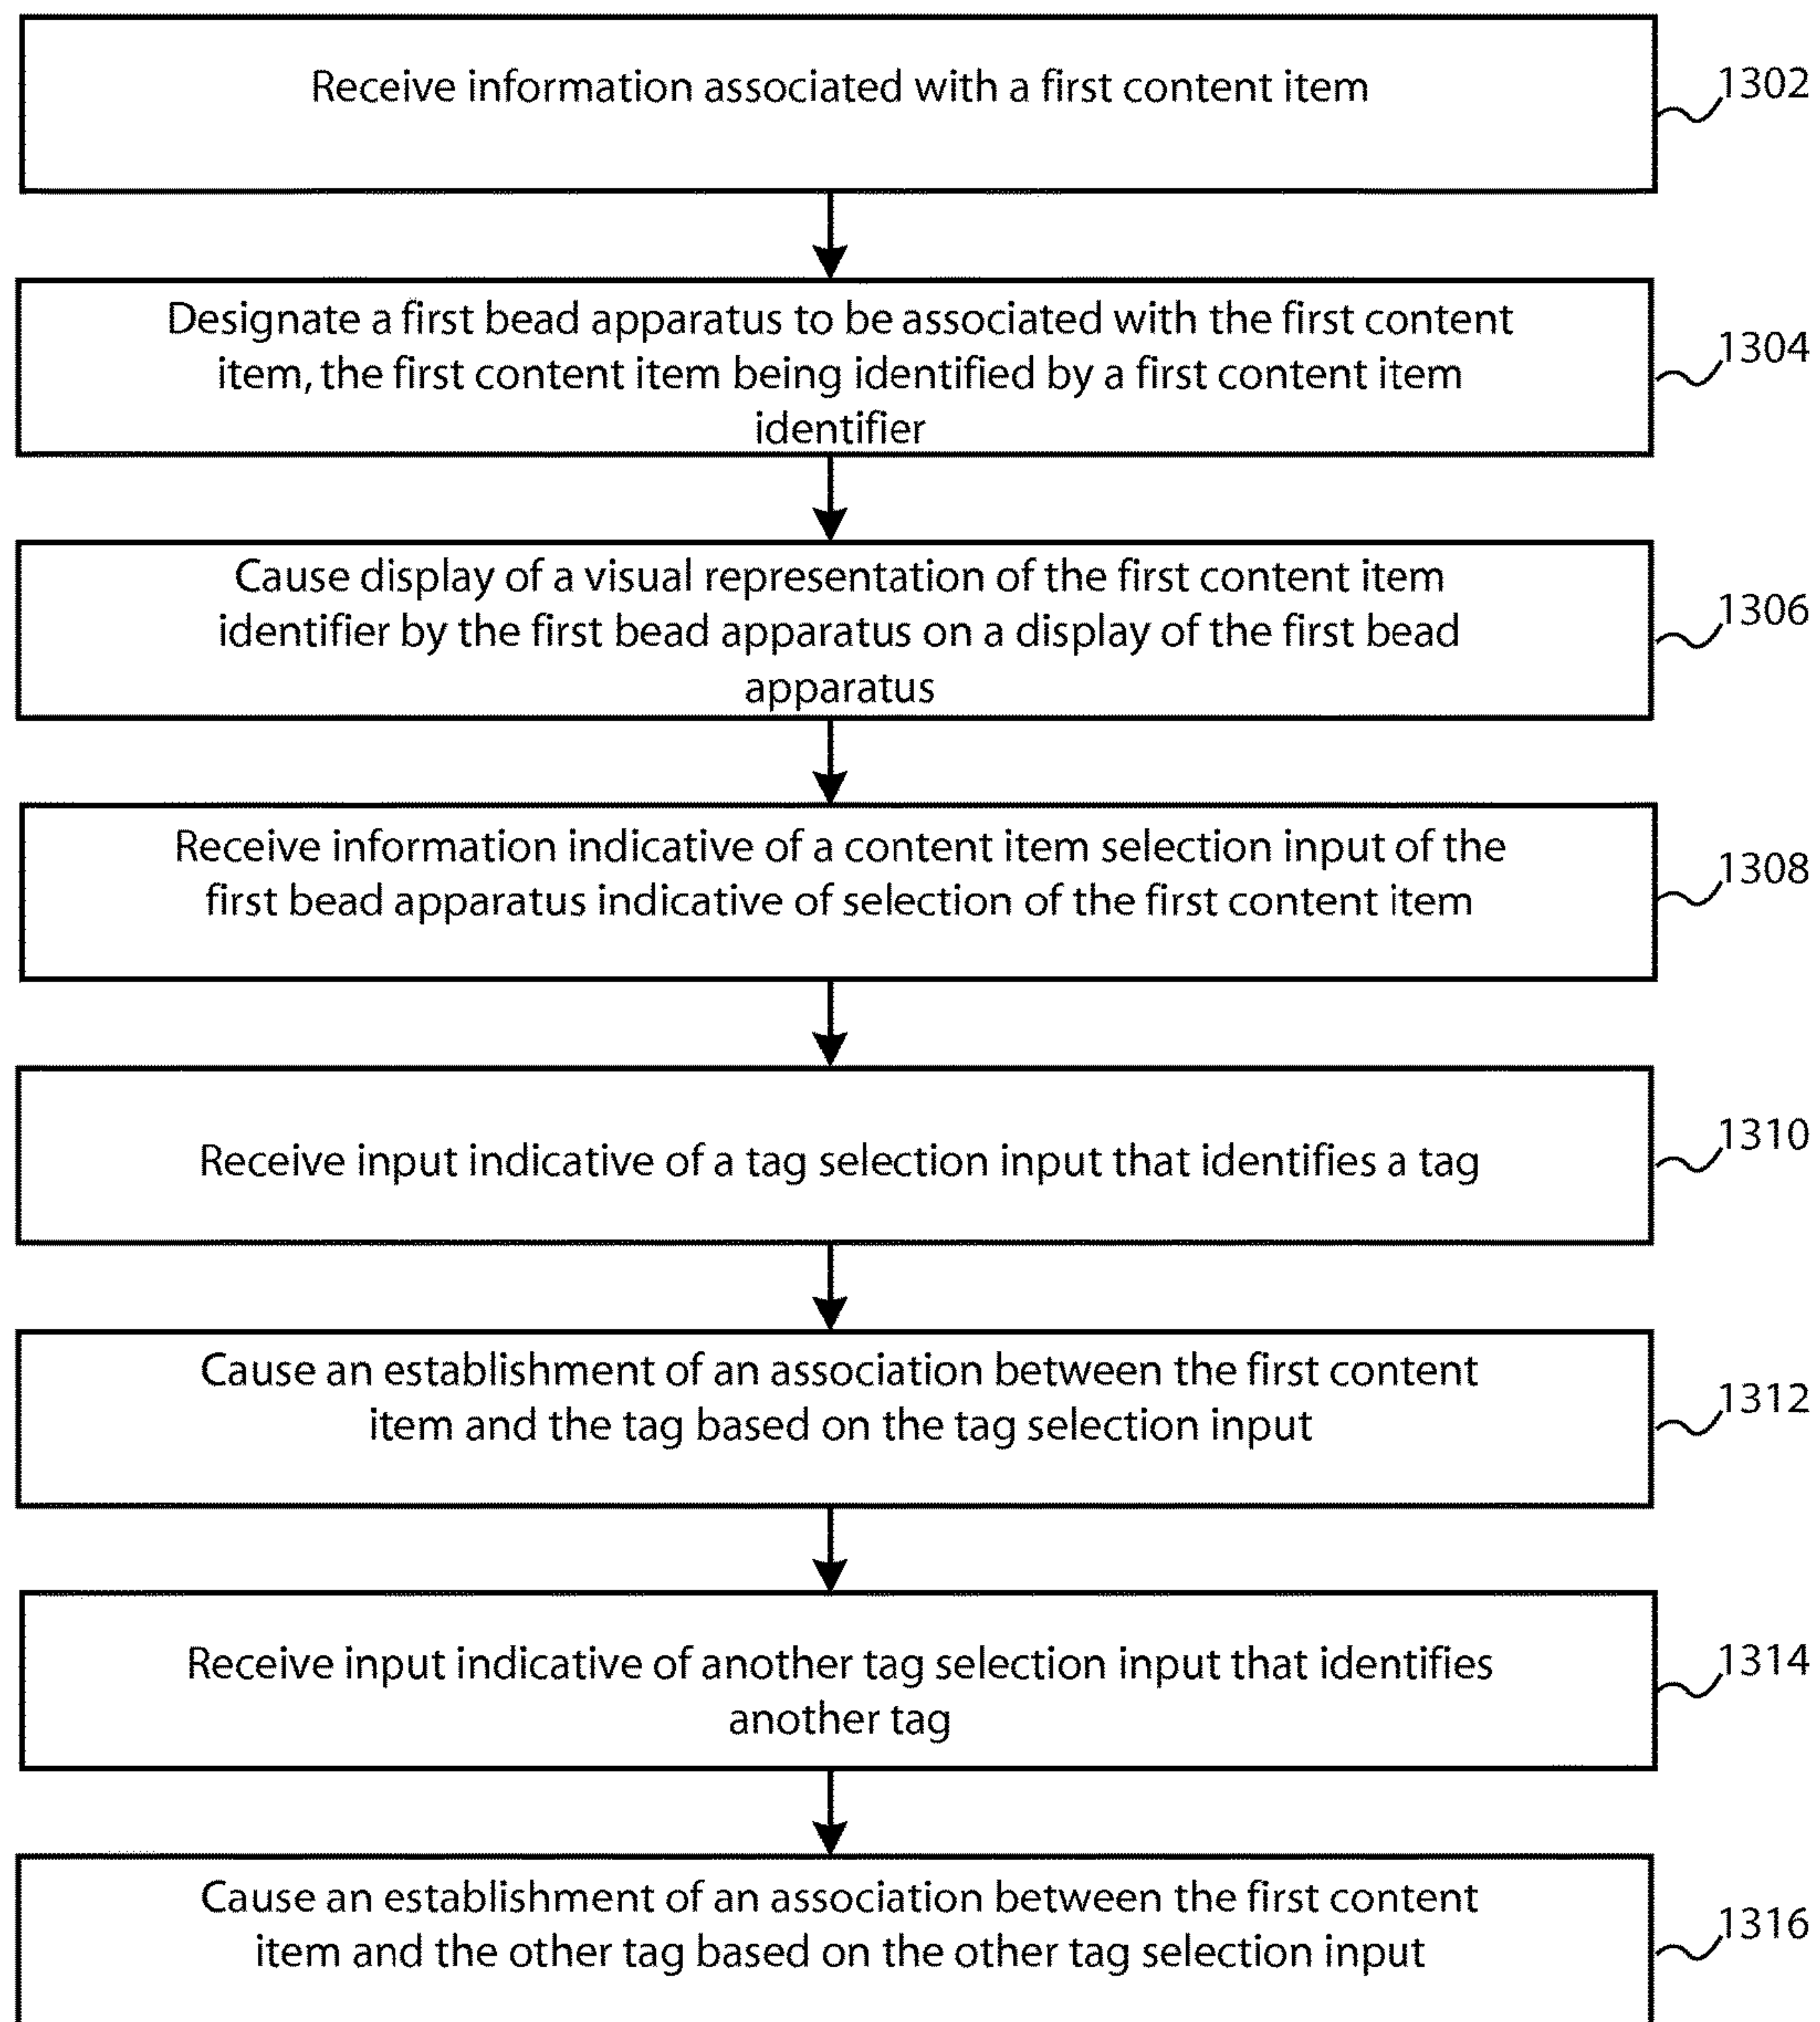 Receive information associated with a first content item
1302
Designate a first bead apparatus to be associated with the first content
item, the first content item being identified by a first content item
identifier
1304
Cause display of a visual representation of the first content item
identifier by the first bead apparatus on a display of the first bead
apparatus
1306
Receive information indicative of a content item selection input of the
first bead apparatus indicative of selection of the first content item
1308
Receive input indicative of a tag selection input that identifies a tag
1310
Cause an establishment of an association between the first content
item and the tag based on the tag selection input
1312
Receive input indicative of another tag selection input that identifies
another tag
1314
Cause an establishment of an association between the first content
item and the other tag based on the other tag selection input
1316